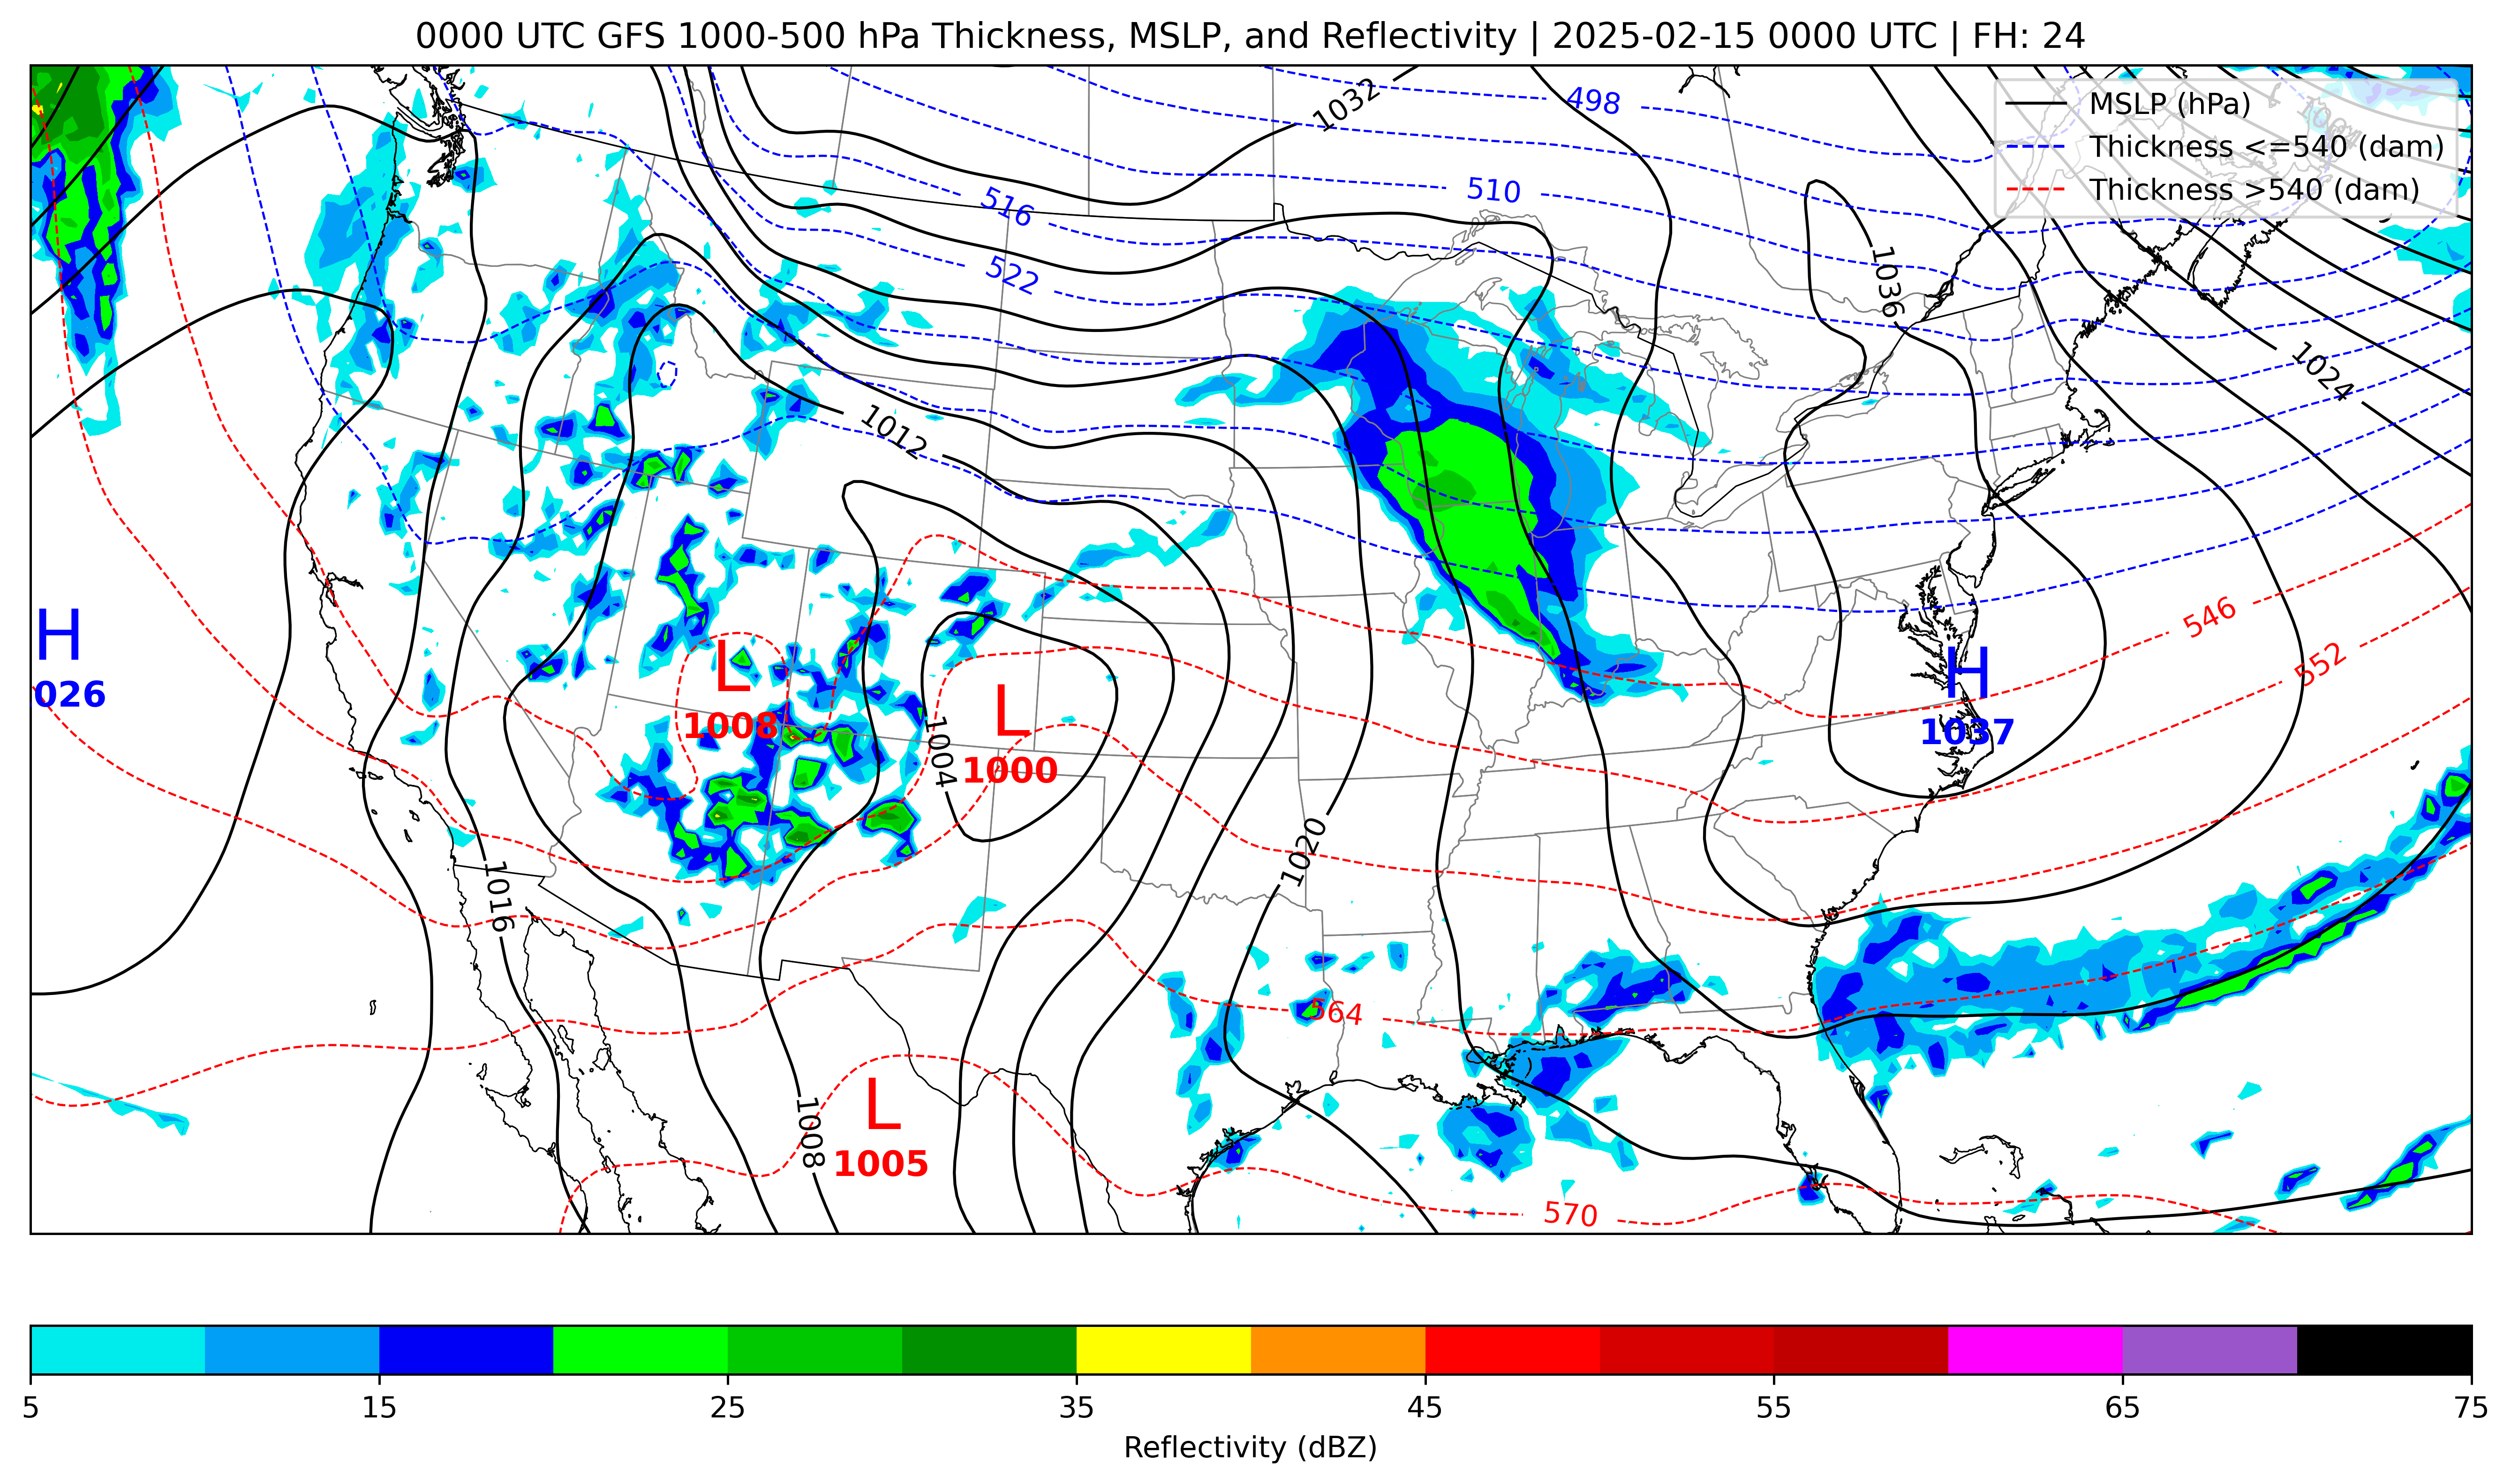 0000 UTC GFS 1000-500 hPa Thickness, MSLP, and Reflectivity | 2025-02-15 0000 UTC | FH: 24
MSLP (hPa)
Thickness <=540 (dam)
Thickness >540 (dam)
1032
498
510
516
522
1036
1024
1012
H
026
L
1008
L
1000
1004
H
1037
546
552
1020
1016
564
L
1005
1008
570
5 15 25 35 45 55 65 75
Reflectivity (dBZ)